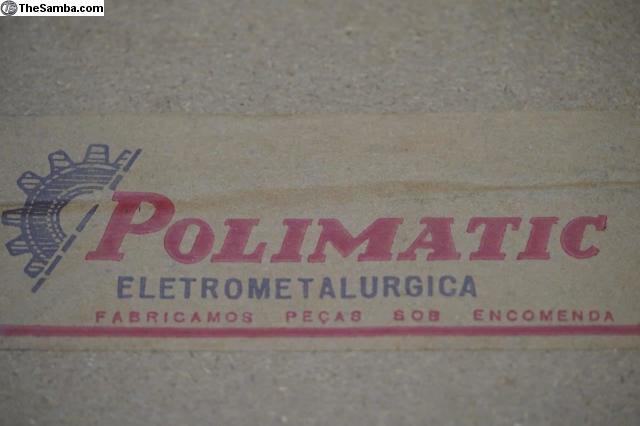 TheSamba.com
POLIMATIC
ELETROMETALURGICA
FABRICAMOS PEÇAS SOB ENCOMENDA